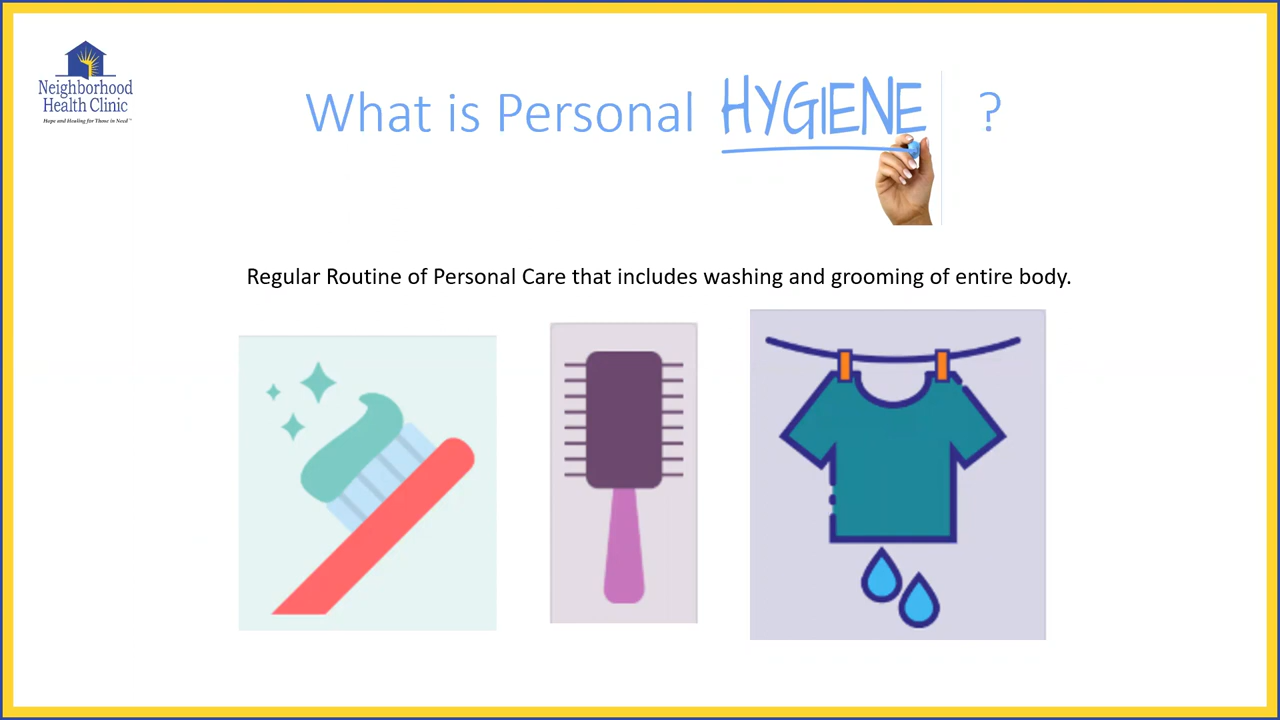 Neighborhood
Health Clinic
Hope and Healing for Those in Need™
What is Personal HYGIENE ?
Regular Routine of Personal Care that includes washing and grooming of entire body.